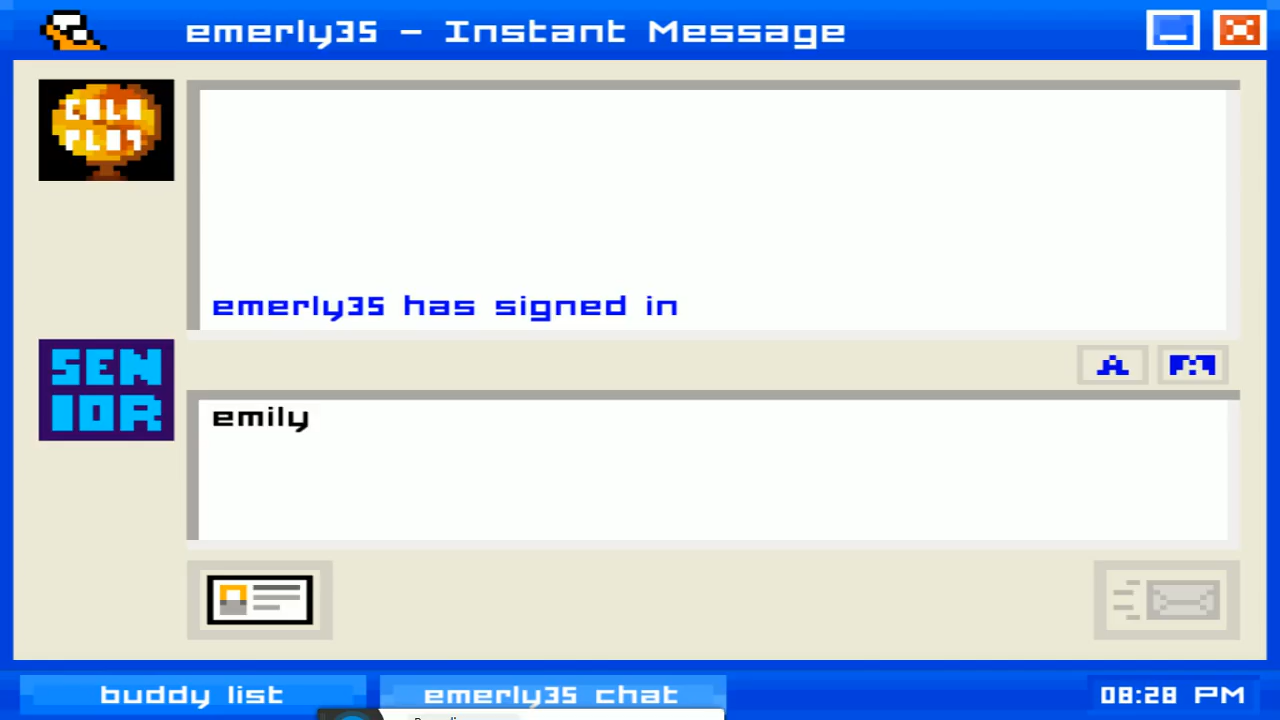 emerly35 - Instant Message
COLD
PLAY
emerly35 has signed in
SEN
IOR
A
emily
buddy list
emerly35 chat
08:28 PM